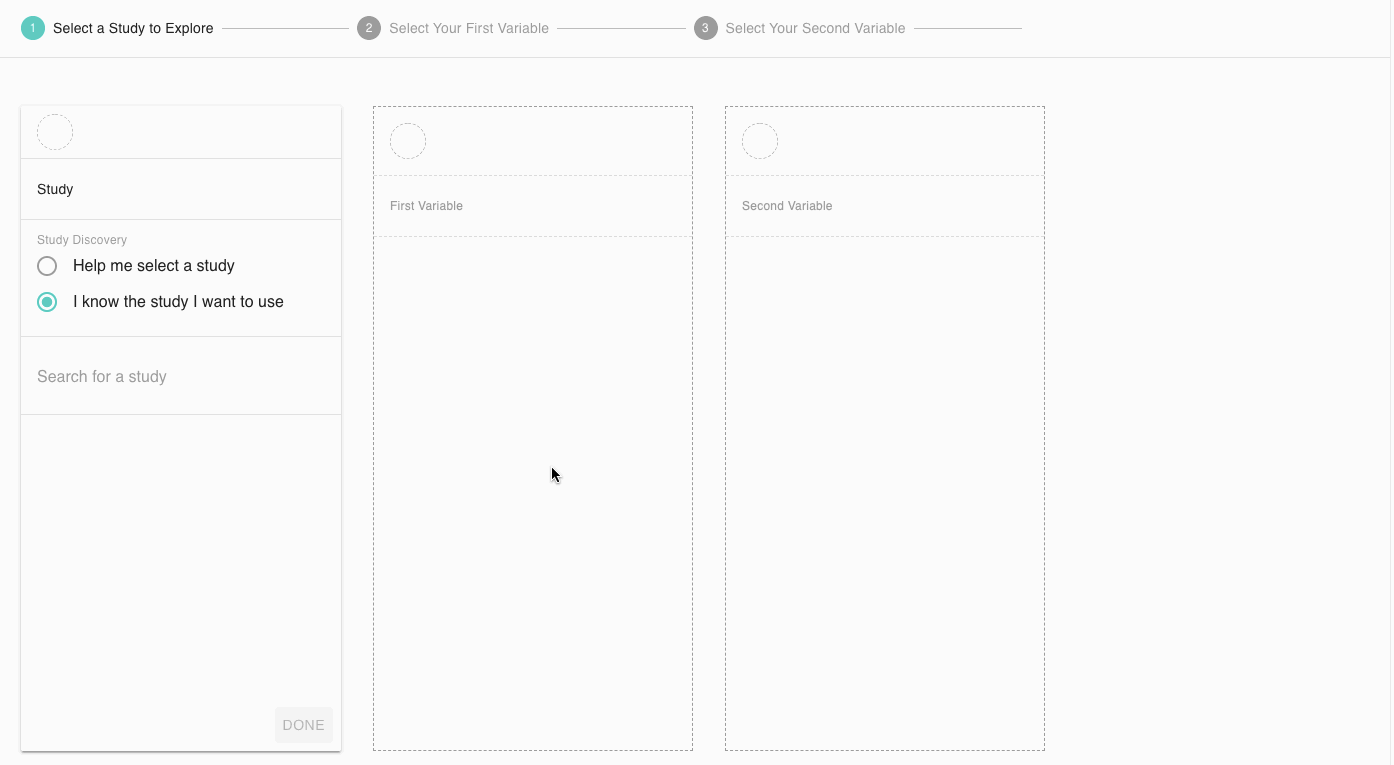 1 Select a Study to Explore 2 Select Your First Variable 3 Select Your Second Variable
Study
Study Discovery
Help me select a study
I know the study I want to use
Search for a study
DONE
First Variable
Second Variable